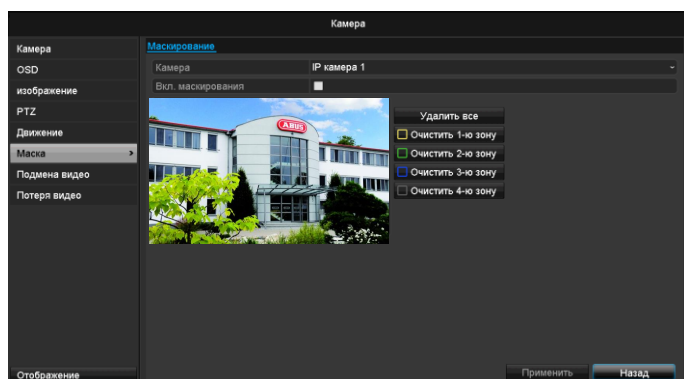 Камера
Камера
OSD
изображение
PTZ
Движение
Маска >
Подмена видео
Потеря видео
Отображение
Маскирование
Камера IP камера 1
Вкл. маскирования
ABUS
Удалить все
Очистить 1-ю зону
Очистить 2-ю зону
Очистить 3-ю зону
Очистить 4-ю зону
Применить Назад